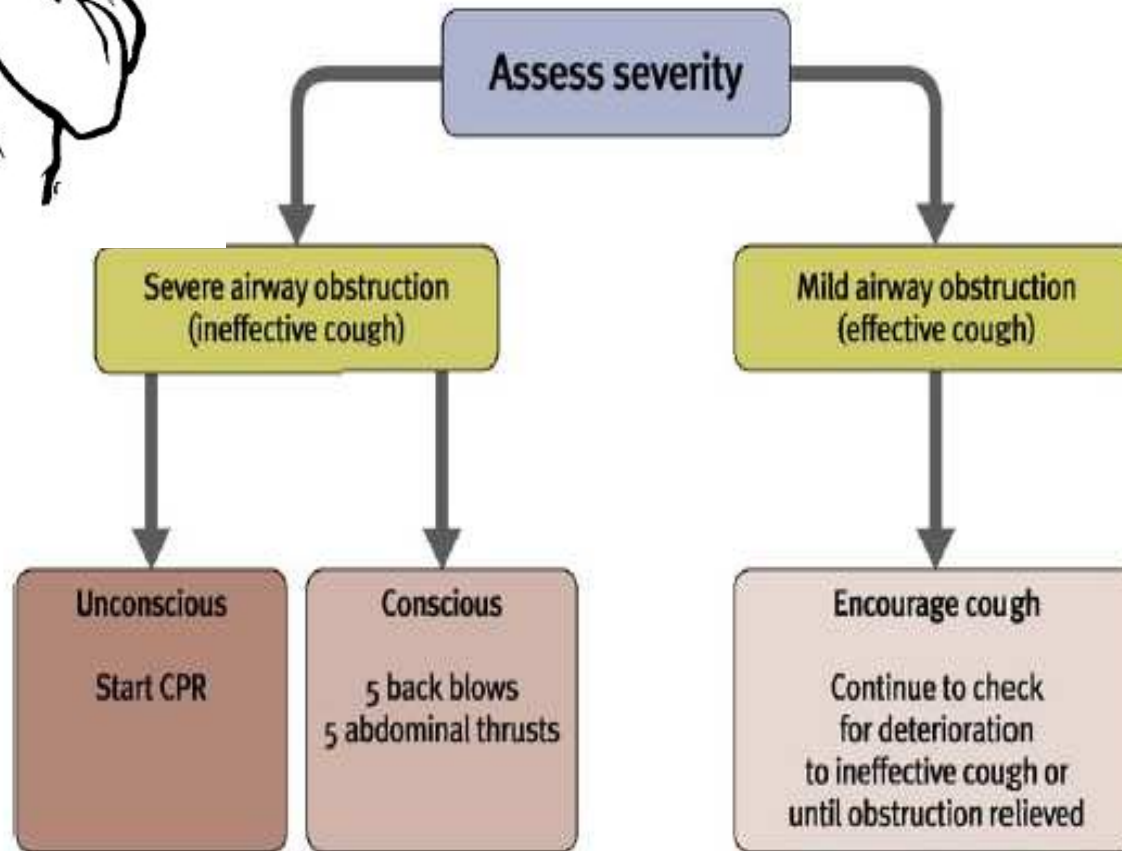 Assess severity
Severe airway obstruction
(ineffective cough)
Mild airway obstruction
(effective cough)
Unconscious
Start CPR
Conscious
5 back blows
5 abdominal thrusts
Encourage cough
Continue to check
for deterioration
to ineffective cough or
until obstruction relieved